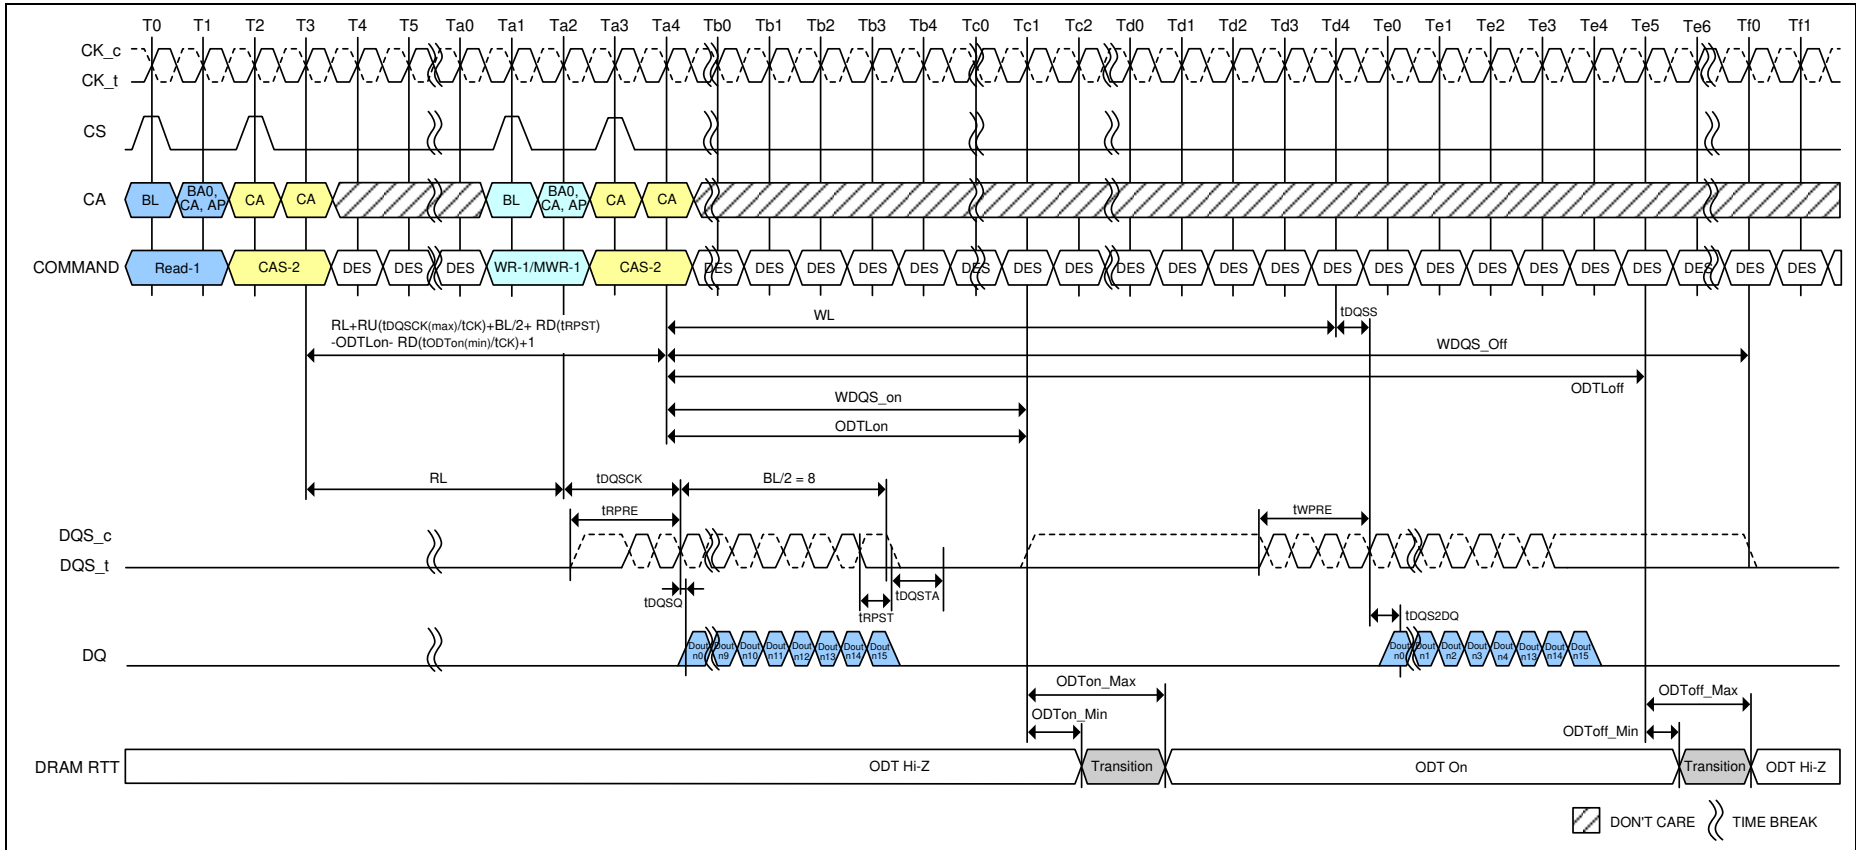 T0 T1 T2 T3 T4 T5 Ta0 Ta1 Ta2 Ta3 Ta4 Tb0 Tb1 Tb2 Tb3 Tb4 Tc0 Tc1 Tc2 Td0 Td1 Td2 Td3 Td4 Te0 Te1 Te2 Te3 Te4 Te5 Te6 Tf0 Tf1
CK_c
CK_t
CS
CA BL BA0, CA, AP CA CA BL BA0, CA, AP CA CA
COMMAND Read-1 CAS-2 DES DES DES WR-1/MWR-1 CAS-2 DES DES DES DES DES DES DES DES DES DES DES DES DES DES DES DES DES DES DES DES DES DES
RL+RU(tDQSCK(max)/tCK)+BL/2+ RD(tRPST)
-ODTLon- RD(tODTon(min)/tCK)+1
WL
tDQSS
WDQS_Off
ODTLoff
WDQS_on
ODTLon
RL
tDQSCK
BL/2 = 8
tRPRE
tWPRE
DQS_c
DQS_t
tDQSQ
tRPST
tDQSTA
tDQS2DQ
DQ
Dout n0 Dout n9 Dout n10 Dout n11 Dout n12 Dout n13 Dout n14 Dout n15
Dout n0 Dout n1 Dout n2 Dout n3 Dout n4 Dout n13 Dout n14 Dout n15
ODTon_Max
ODTon_Min
ODToff_Max
ODToff_Min
DRAM RTT ODT Hi-Z Transition ODT On Transition ODT Hi-Z
DON'T CARE TIME BREAK